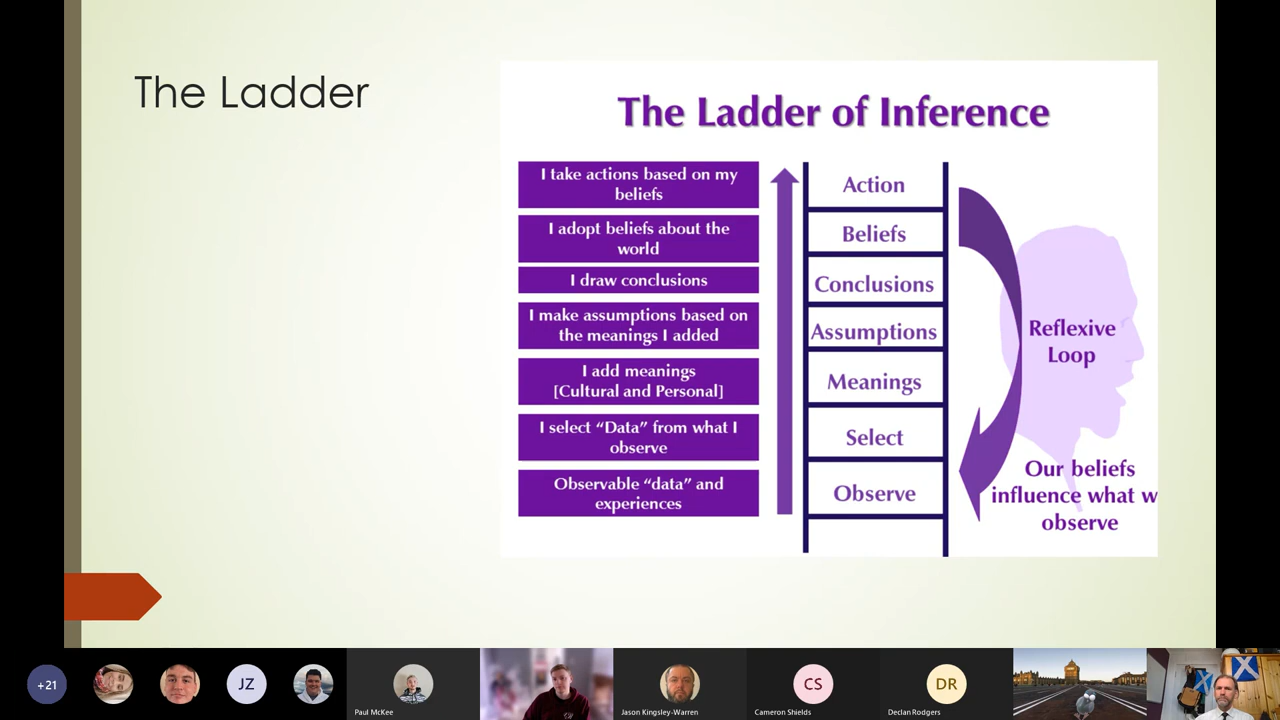 The Ladder
The Ladder of Inference
I take actions based on my
beliefs
I adopt beliefs about the
world
I draw conclusions
I make assumptions based on
the meanings I added
I add meanings
[Cultural and Personal]
I select “Data” from what I
observe
Observable “data” and
experiences
Action
Beliefs
Conclusions
Assumptions
Meanings
Select
Observe
Reflexive
Loop
Our beliefs
influence what w
observe
+21
JZ
Paul McKee
Jason Kingsley-Warren
CS
Cameron Shields
DR
Declan Rodgers